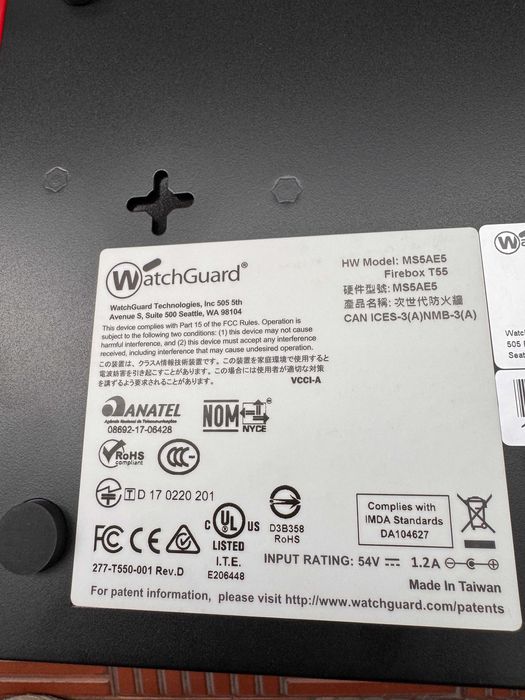 WatchGuard®
WatchGuard Technologies, Inc 505 5th
Avenue S, Suite 500 Seattle, WA 98104
This device complies with Part 15 of the FCC Rules. Operation is
subject to the following two conditions: (1) this device may not cause
harmful interference, and (2) this device must accept any interference
received, including interference that may cause undesired operation.
この装置は、クラスA情報技術装置です。この装置を家庭環境で使用すると
電波妨害を引き起こすことがあります。この場合には使用者が適切な対策
を講ずるよう要求されることがあります。 VCCI-A
HW Model: MS5AE5
Firebox T55
硬件型號: MS5AE5
產品名稱: 次世代防火牆
CAN ICES-3(A)NMB-3(A)
ANATEL
Agência Nacional de Telecomunicações
08692-17-06428
NOM
NYCE
RoHS
compliant
CCC
D 17 0220 201
FC CE
277-T550-001 Rev.D
C UL US
LISTED
I.T.E.
E206448
D3B358
RoHS
Complies with
IMDA Standards
DA104627
INPUT RATING: 54V ⎓ 1.2A
Made In Taiwan
For patent information, please visit http://www.watchguard.com/patents
Wa
Watc
505
Seat